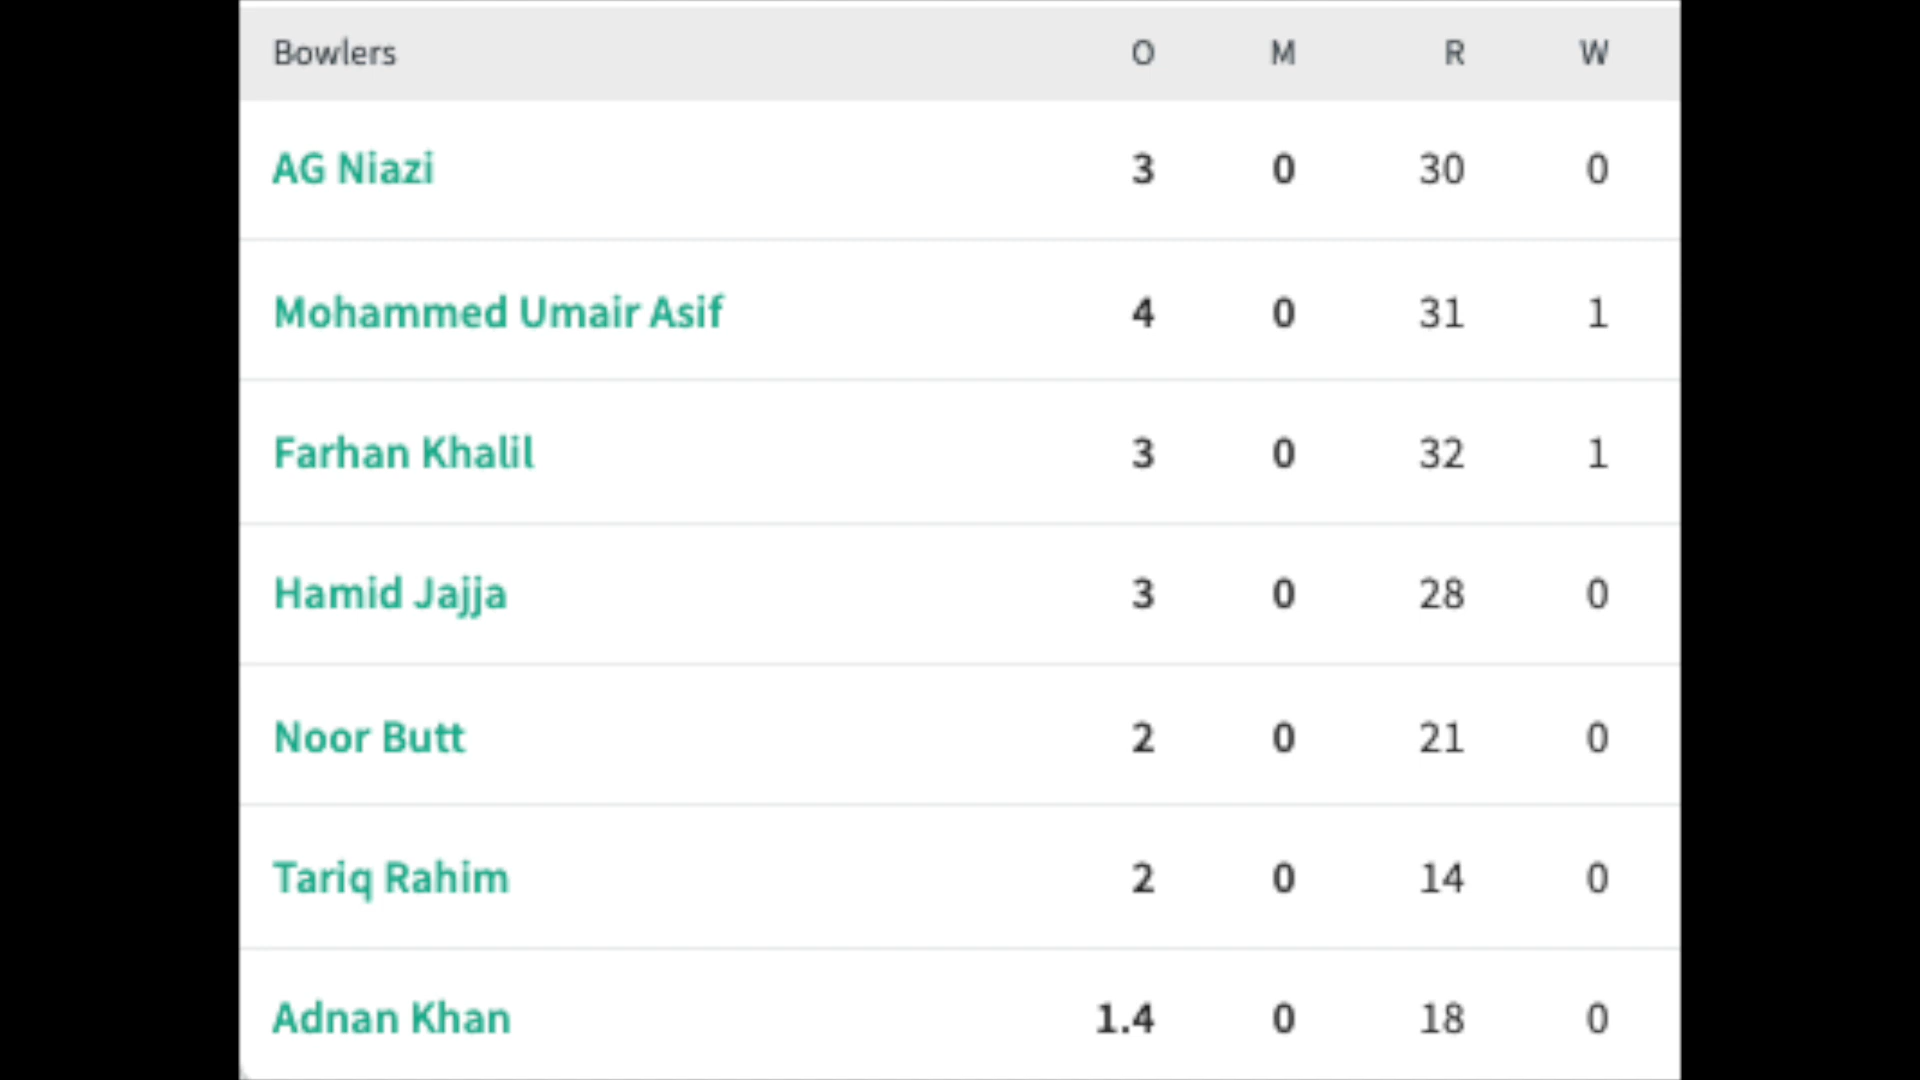 Bowlers O M R W
AG Niazi 3 0 30 0
Mohammed Umair Asif 4 0 31 1
Farhan Khalil 3 0 32 1
Hamid Jajja 3 0 28 0
Noor Butt 2 0 21 0
Tariq Rahim 2 0 14 0
Adnan Khan 1.4 0 18 0